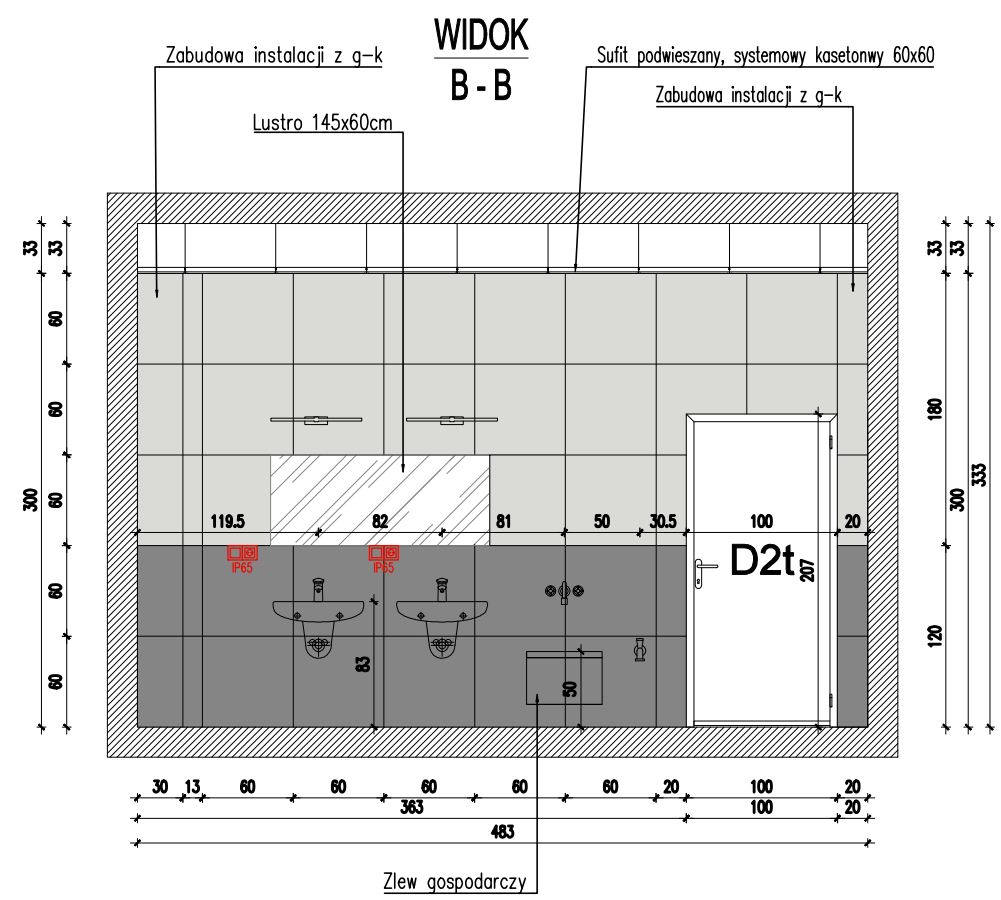 WIDOK
B - B
Zabudowa instalacji z g-k
Sufit podwieszany, systemowy kasetonwy 60x60
Zabudowa instalacji z g-k
Lustro 145x60cm
33 33
33 33
60
60
180
300
60
300
333
119.5 82 81 50 30.5 100 20
IP65 IP65
D2t
207
60
120
83
50
60
30 13 60 60 60 60 60 20 100 20
363 100 20
483
Zlew gospodarczy